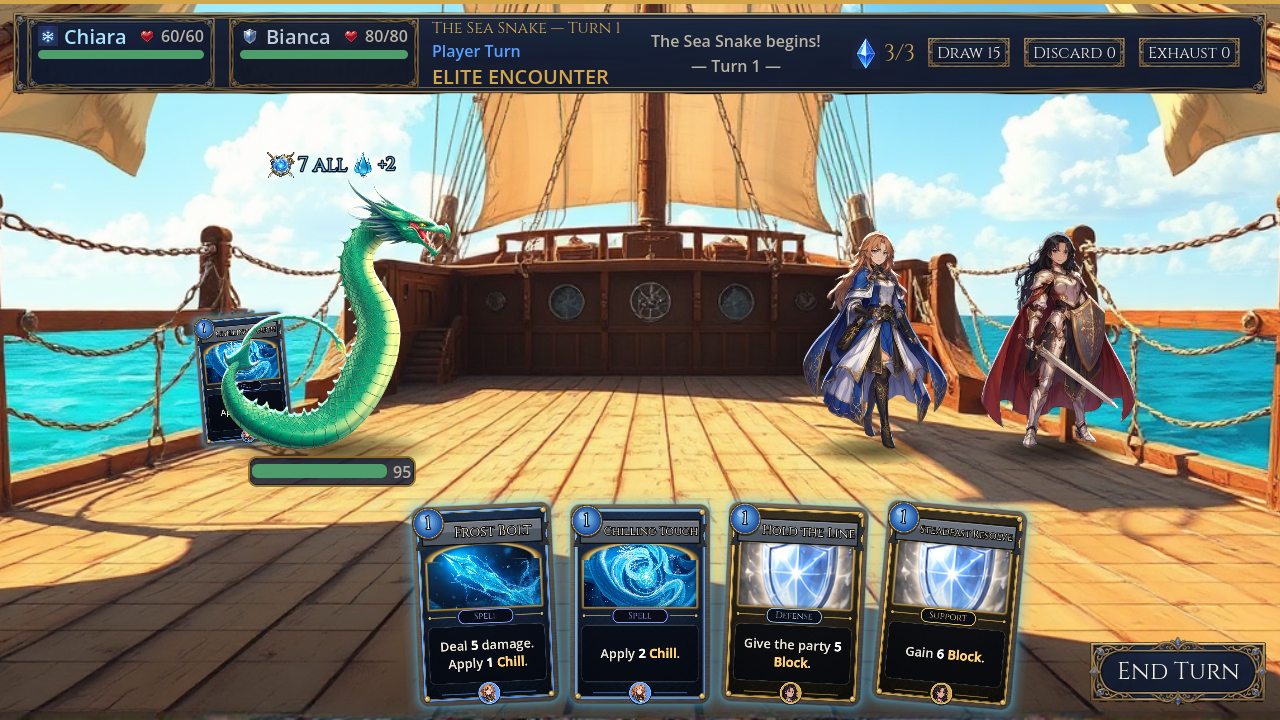 Chiara 60/60
Bianca 80/80
THE SEA SNAKE — TURN 1
Player Turn
ELITE ENCOUNTER
The Sea Snake begins!
— Turn 1 —
3/3
DRAW 15
DISCARD 0
EXHAUST 0
7 ALL +2
1
95
1
FROST BOLT
SPELL
Deal 5 damage.
Apply 1 Chill.
1
CHILLING TOUCH
SPELL
Apply 2 Chill.
1
HOLD THE LINE
DEFENSE
Give the party 5
Block.
1
STEADFAST RESOLVE
SUPPORT
Gain 6 Block.
END TURN